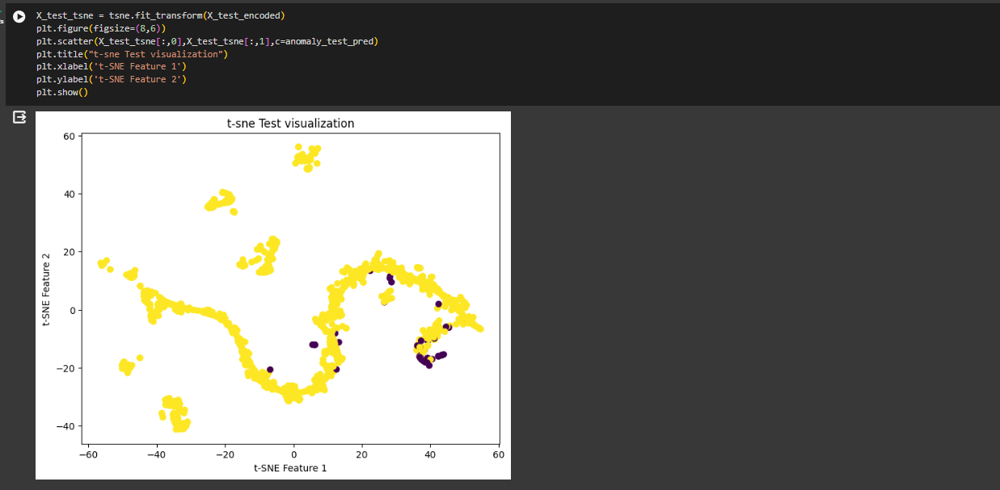 X_test_tsne = tsne.fit_transform(X_test_encoded)
plt.figure(figsize=(8,6))
plt.scatter(X_test_tsne[:,0],X_test_tsne[:,1],c=anomaly_test_pred)
plt.title("t-sne Test visualization")
plt.xlabel('t-SNE Feature 1')
plt.ylabel('t-SNE Feature 2')
plt.show()
t-sne Test visualization
t-SNE Feature 2
60
40
20
0
−20
−40
−60 −40 −20 0 20 40 60
t-SNE Feature 1